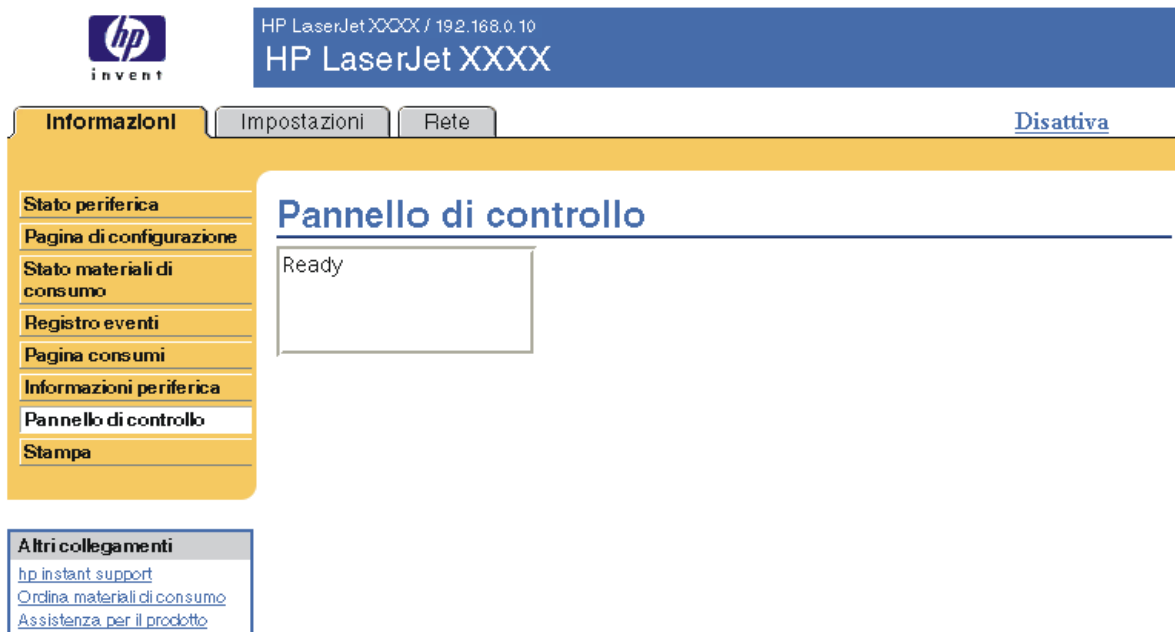 hp
invent
HP LaserJet XXXX / 192.168.0.10
HP LaserJet XXXX
Informazioni
Impostazioni
Rete
Disattiva
Stato periferica
Pagina di configurazione
Stato materiali di
consumo
Registro eventi
Pagina consumi
Informazioni periferica
Pannello di controllo
Stampa
Pannello di controllo
Ready
Altri collegamenti
hp instant support
Ordina materiali di consumo
Assistenza per il prodotto